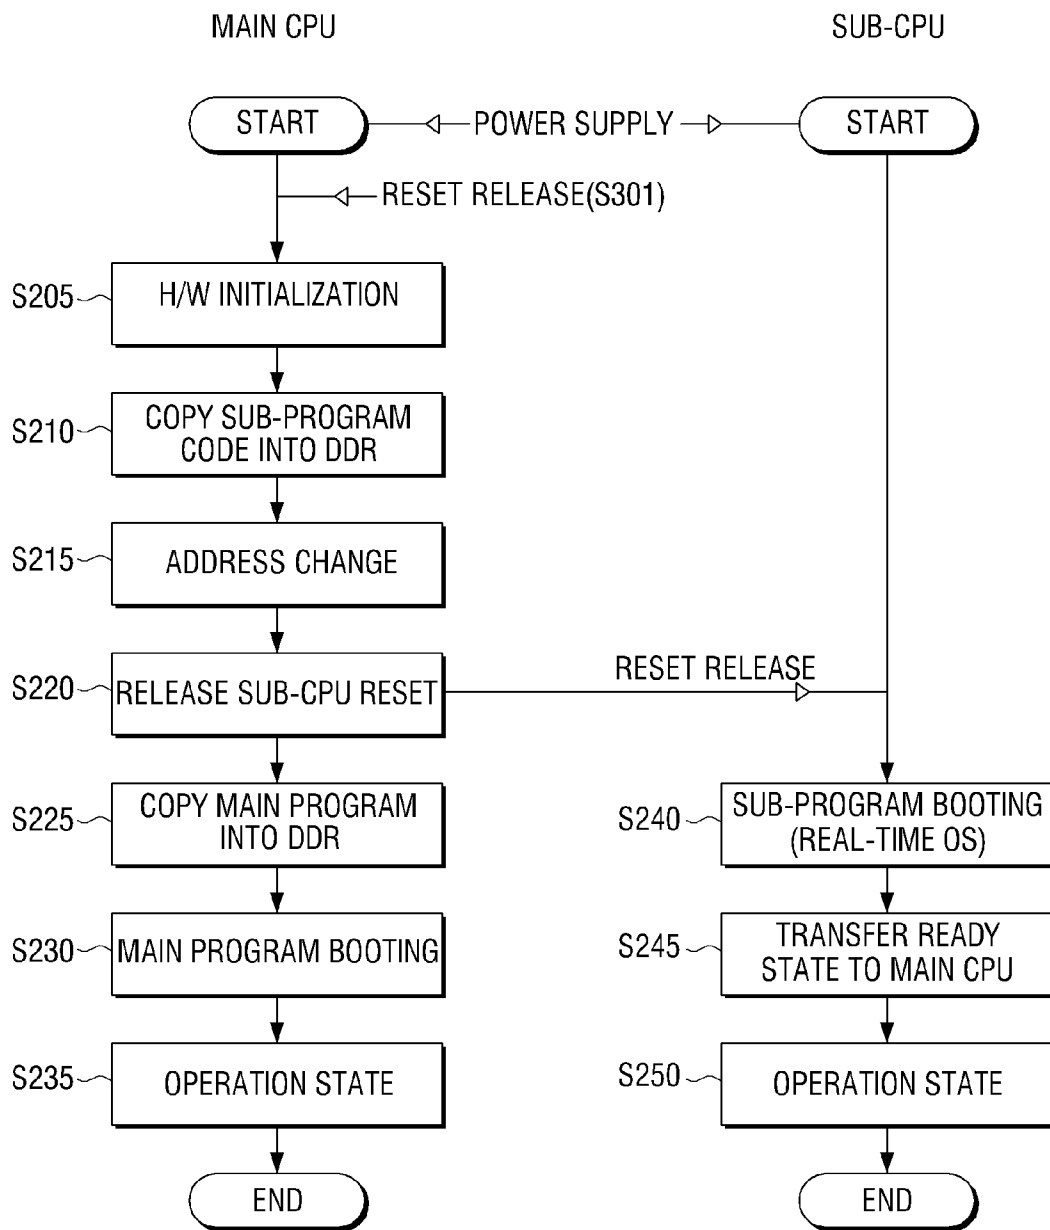 MAIN CPU
SUB-CPU
START
POWER SUPPLY
START
RESET RELEASE(S301)
S205
H/W INITIALIZATION
S210
COPY SUB-PROGRAM
CODE INTO DDR
S215
ADDRESS CHANGE
S220
RELEASE SUB-CPU RESET
RESET RELEASE
S225
COPY MAIN PROGRAM
INTO DDR
S240
SUB-PROGRAM BOOTING
(REAL-TIME OS)
S230
MAIN PROGRAM BOOTING
S245
TRANSFER READY
STATE TO MAIN CPU
S235
OPERATION STATE
S250
OPERATION STATE
END
END